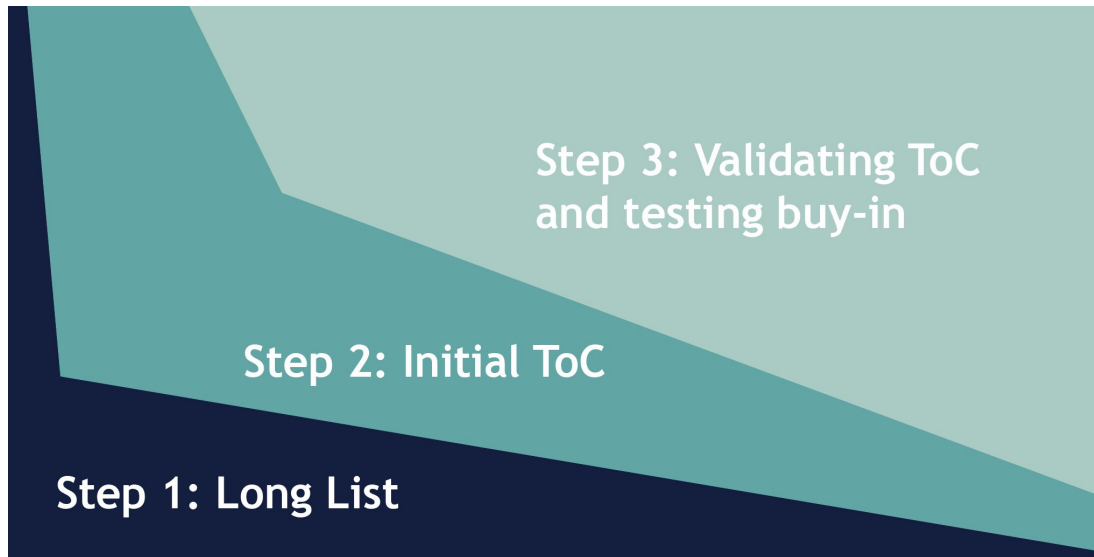 Step 3: Validating ToC
and testing buy-in
Step 2: Initial ToC
Step 1: Long List